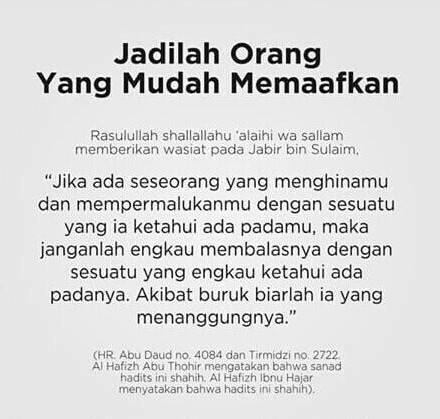 Jadilah Orang
Yang Mudah Memaafkan
Rasulullah shallallahu ‘alaihi wa sallam
memberikan wasiat pada Jabir bin Sulaim,
“Jika ada seseorang yang menghinamu
dan mempermalukanmu dengan sesuatu
yang ia ketahui ada padamu, maka
janganlah engkau membalasnya dengan
sesuatu yang engkau ketahui ada
padanya. Akibat buruk biarlah ia yang
menanggungnya.”
(HR. Abu Daud no. 4084 dan Tirmidzi no. 2722.
Al Hafizh Abu Thohir mengatakan bahwa sanad
hadits ini shahih. Al Hafizh Ibnu Hajar
menyatakan bahwa hadits ini shahih).